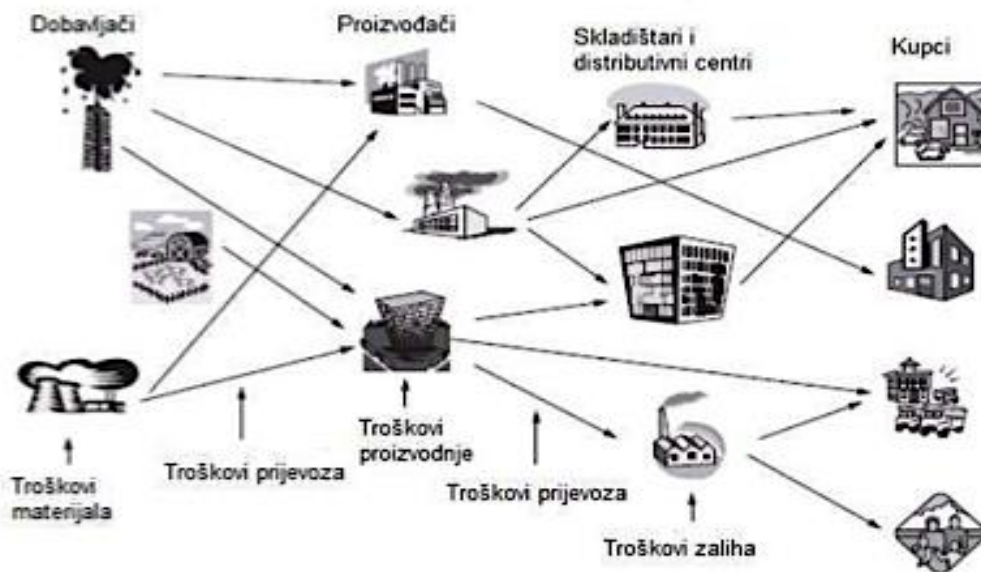 Dobavljači
Proizvođači
Skladištari i
distributivni centri
Kupci
Troškovi
materijala
Troškovi prijevoza
Troškovi
proizvodnje
Troškovi prijevoza
Troškovi zaliha